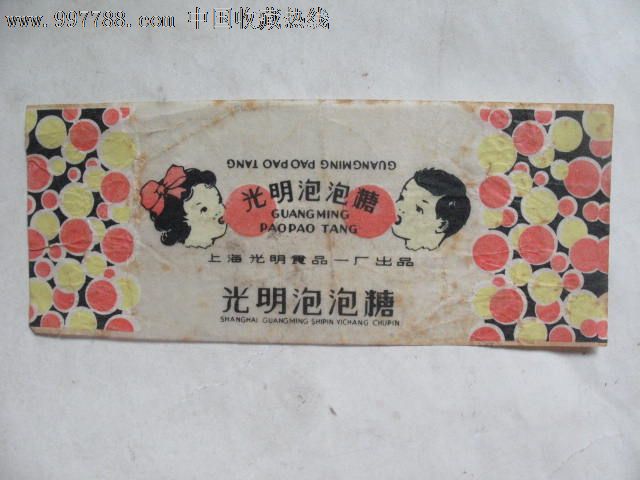 www.997788.com 中国收藏热线
GUANGMING PAO PAO TANG
光明泡泡糖
GUANGMING
PAOPAO TANG
上海光明食品一厂出品
光明泡泡糖
SHANGHAI GUANGMING SHIPIN YICHANG CHUPIN